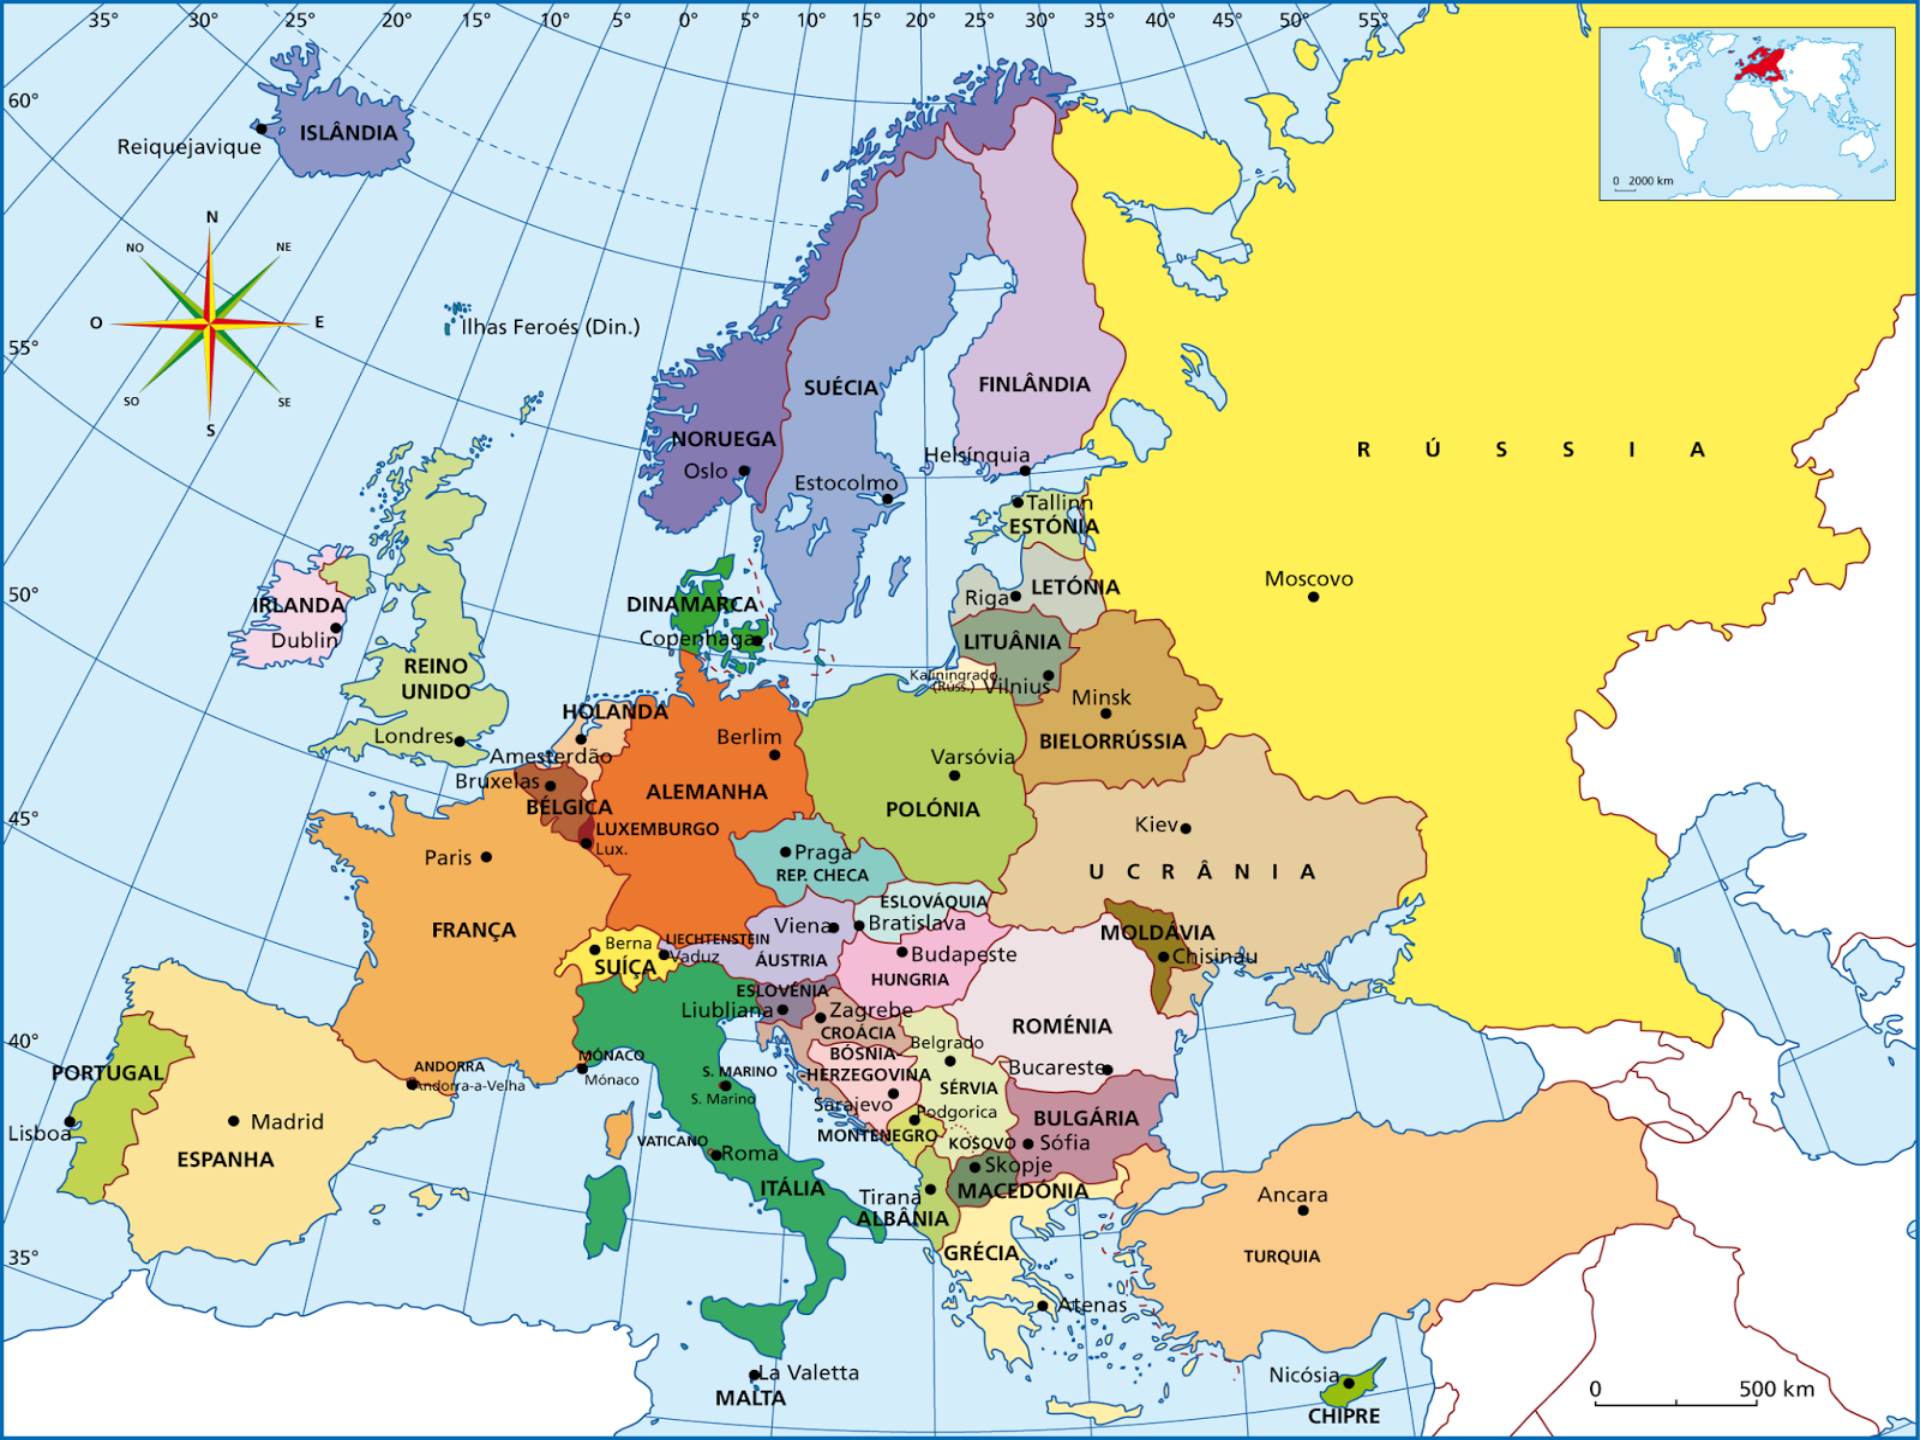 35° 30° 25° 20° 15° 10° 5° 0° 5° 10° 15° 20° 25° 30° 35° 40° 45° 50° 55°
60°
55°
50°
45°
40°
35°
0 2000 km
N
NO
NE
O
E
SO
SE
S
ISLÂNDIA
Reiquejavique
Ilhas Feroés (Din.)
SUÉCIA
FINLÂNDIA
NORUEGA
Oslo
Estocolmo
Helsínquia
RÚSSIA
Moscovo
Tallinn
ESTÓNIA
LETÓNIA
Riga
LITUÂNIA
Kaliningrado
(Rúss.)
Vilnius
DINAMARCA
Copenhaga
IRLANDA
Dublin
REINO
UNIDO
Londres
HOLANDA
Amesterdão
Bruxelas
BÉLGICA
LUXEMBURGO
Lux.
Berlim
ALEMANHA
Varsóvia
POLÓNIA
Minsk
BIELORRÚSSIA
Kiev
UCRÂNIA
Paris
FRANÇA
Praga
REP. CHECA
ESLOVÁQUIA
Bratislava
Viena
ÁUSTRIA
LIECHTENSTEIN
Vaduz
Berna
SUÍÇA
Budapeste
HUNGRIA
MOLDÁVIA
Chisinau
ROMÉNIA
Bucareste
ESLOVÉNIA
Liubliana
Zagrebe
CROÁCIA
BÓSNIA-
-HERZEGOVINA
Sarajevo
Belgrado
SÉRVIA
Podgorica
MONTENEGRO
KOSOVO
BULGÁRIA
Sófia
Skopje
MACEDÓNIA
Tirana
ALBÂNIA
GRÉCIA
Atenas
PORTUGAL
Lisboa
Madrid
ESPANHA
ANDORRA
Andorra-a-Velha
MÓNACO
Mónaco
S. MARINO
S. Marino
VATICANO
Roma
ITÁLIA
La Valetta
MALTA
Ancara
TURQUIA
Nicósia
CHIPRE
0 500 km